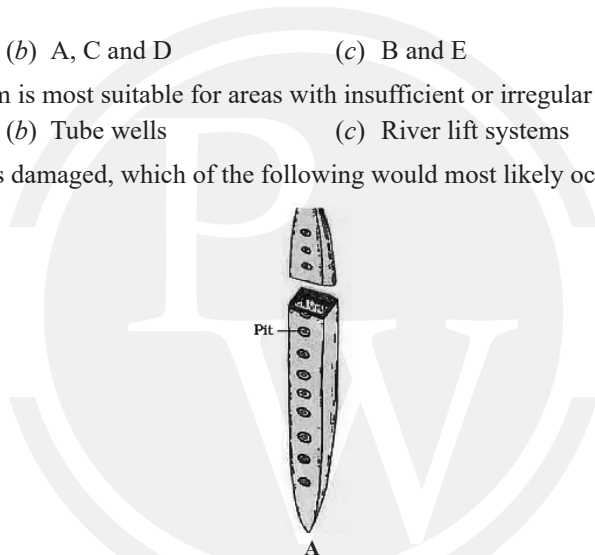 (b) A, C and D (c) B and E
m is most suitable for areas with insufficient or irregular
(b) Tube wells (c) River lift systems
s damaged, which of the following would most likely oc
Pit
A
PW